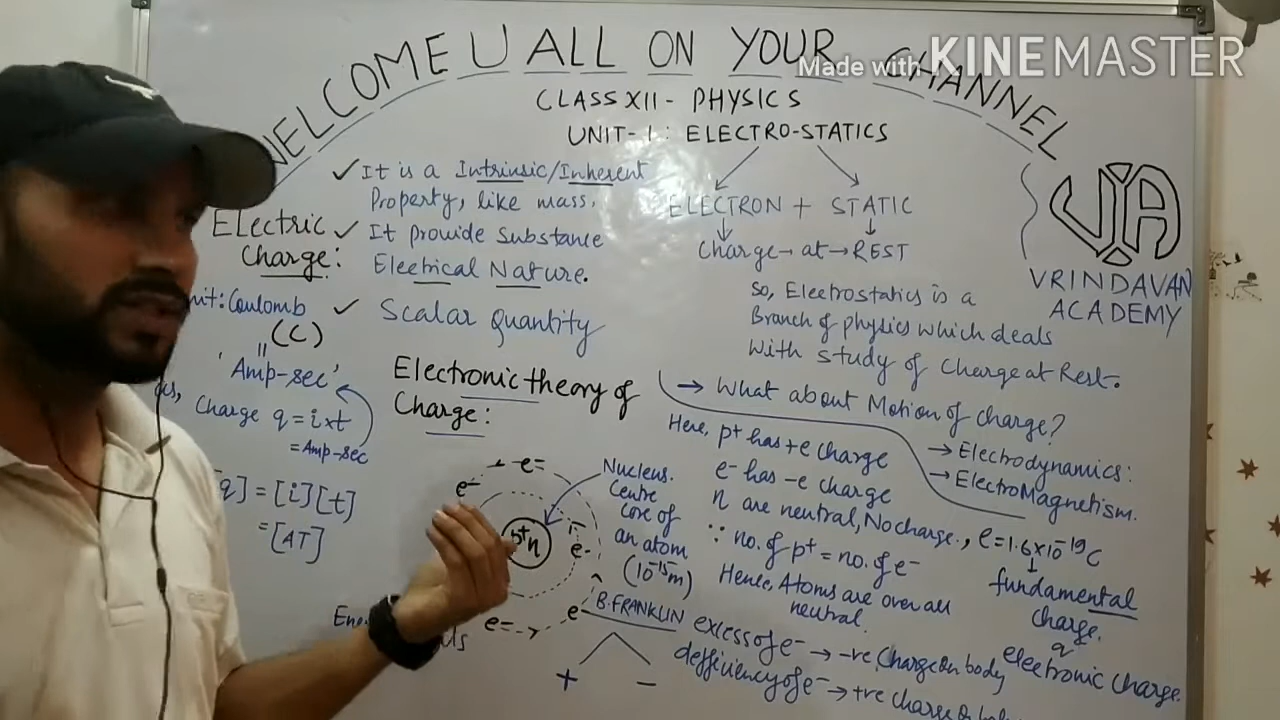 WELCOME U ALL ON YOUR CHANNEL
Made with KINEMASTER
CLASS XII - PHYSICS
UNIT-1: ELECTRO-STATICS
ELECTRON + STATIC
Charge → at → REST
So, Electrostatics is a
Branch of physics which deals
With study of Charge at Rest.
→ What about Motion of charge?
→ Electrodynamics:
→ ElectroMagnetism.
VJA
VRINDAVAN
ACADEMY
Electric
Charge:
✓ It is a Intrinsic/Inherent
Property, like mass.
✓ It provide Substance
Electrical Nature.
✓ Scalar quantity
Unit: Coulomb
(C)
=
'Amp-sec'
Charge q = i×t
= Amp-sec
[q] = [i][t]
= [AT]
Electronic theory of
Charge:
e-
e-
p+ n
e-
e-
e-
Nucleus.
Centre
core of
an atom
(10⁻¹⁵m)
Here, p+ has +e charge
e- has -e charge
n are neutral, No charge.,
e = 1.6×10⁻¹⁹C
↓
fundamental
charge.
q
electronic charge.
∵ no. of p+ = no. of e-
Hence, Atoms are over all
neutral.
B. FRANKLIN
+ −
excess of e- → -ve Charge on body
defficiency of e- → +ve Charge